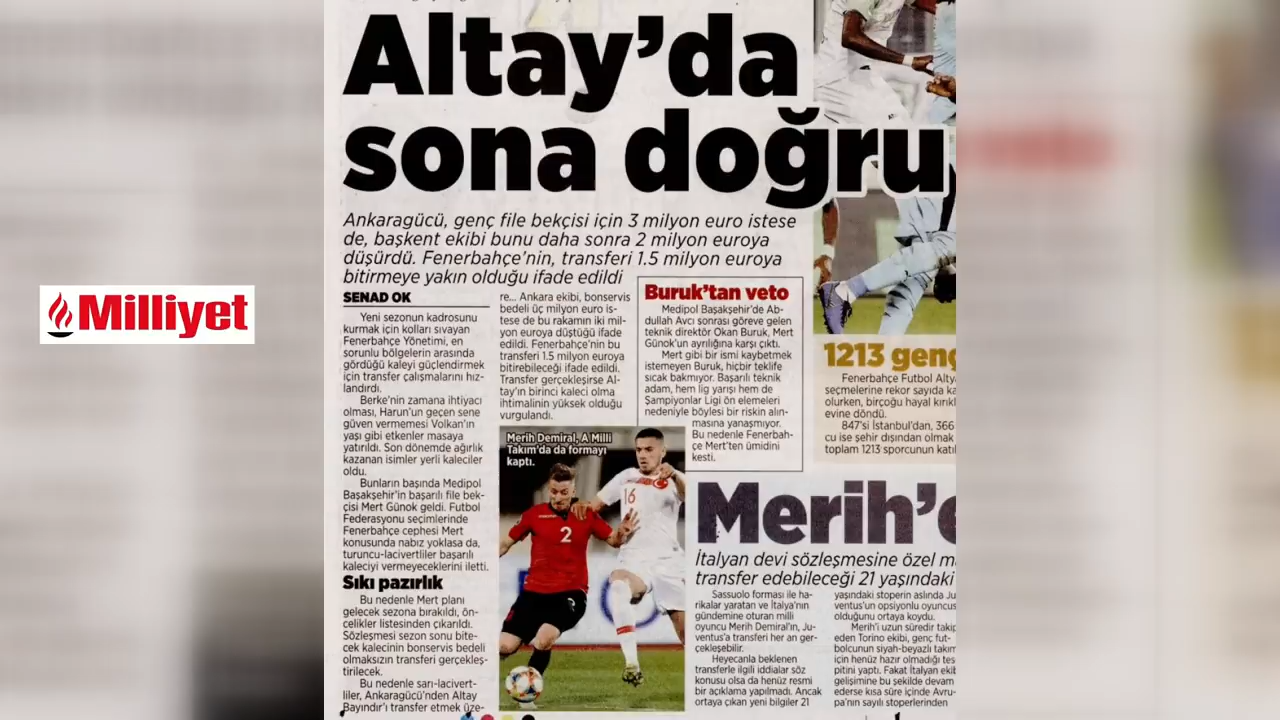 Milliyet
Altay'da
sona doğru
Ankaragücü, genç file bekçisi için 3 milyon euro istese
de, başkent ekibi bunu daha sonra 2 milyon euroya
düşürdü. Fenerbahçe'nin, transferi 1.5 milyon euroya
bitirmeye yakın olduğu ifade edildi
SENAD OK
Yeni sezonun kadrosunu
kurmak için kolları sıvayan
Fenerbahçe Yönetimi, en
sorunlu bölgelerin arasında
gördüğü kaleyi güçlendirmek
için transfer çalışmalarını hız-
landırdı.
Berke'nin zamana ihtiyacı
olması, Harun'un geçen sene
güven vermemesi Volkan'ın
yaşı gibi etkenler masaya
yatırıldı. Son dönemde ağırlık
kazanan isimler yerli kaleciler
oldu.
Bunların başında Medipol
Başakşehir'in başarılı file bek-
çisi Mert Günok geldi. Futbol
Federasyonu seçimlerinde
Fenerbahçe cephesi Mert
konusunda nabız yoklasa da,
turuncu-lacivertliler başarılı
kaleciyi vermeyeceklerini iletti.
Sıkı pazırlık
Bu nedenle Mert planı
gelecek sezona bırakıldı, ön-
celikler listesinden çıkarıldı.
Sözleşmesi sezon sonu bite-
cek kalecinin bonservis bedeli
olmaksızın transferi gerçekleş-
tirilecek.
Bu nedenle sarı-lacivert-
liler, Ankaragücü'nden Altay
Bayındır'ı transfer etmek üze-
re... Ankara ekibi, bonservis
bedeli üç milyon euro is-
tese de bu rakamın iki mil-
yon euroya düştüğü ifade
edildi. Fenerbahçe'nin bu
transferi 1.5 milyon euroya
bitirebileceği ifade edildi.
Transfer gerçekleşirse Al-
tay'ın birinci kaleci olma
ihtimalinin yüksek olduğu
vurgulandı.
Buruk'tan veto
Medipol Başakşehir'de Ab-
dullah Avcı sonrası göreve gelen
teknik direktör Okan Buruk, Mert
Günok'un ayrılığına karşı çıktı.
Mert gibi bir ismi kaybetmek
istemeyen Buruk, hiçbir teklife
sıcak bakmıyor. Başarılı teknik
adam, hem lig yarışı hem de
Şampiyonlar Ligi ön elemeleri
nedeniyle böylesi bir riskin alın-
masına yanaşmıyor.
Bu nedenle Fenerbah-
çe Mert'ten ümidini
kesti.
Merih Demiral, A Milli
Takım'da da formayı
kaptı.
16
2
1213 genç
Fenerbahçe Futbol Alty
seçmelerine rekor sayıda ka
olurken, birçoğu hayal kırıkl
evine döndü.
847'si İstanbul'dan, 366
cu ise şehir dışından olmak
toplam 1213 sporcunun katıl
Merih'
İtalyan devi sözleşmesine özel m
transfer edebileceği 21 yaşındaki
Sassuolo forması ile ha-
rikalar yaratan ve İtalya'nın
gündemine oturan milli
oyuncu Merih Demiral'ın, Ju-
ventus'a transferi her an ger-
çekleşebilir.
Heyecanla beklenen
transferle ilgili iddialar söz
konusu olsa da henüz resmi
bir açıklama yapılmadı. Ancak
ortaya çıkan yeni bilgiler 21
yaşındaki stoperin aslında Ju
ventus'un opsiyonlu oyuncus
olduğunu ortaya koydu.
Merih'i uzun süredir takip
eden Torino ekibi, genç fut-
bolcunun siyah-beyazlı takım
için henüz hazır olmadığı tes
pitini yaptı. Fakat İtalyan ekib
gelişimine bu şekilde devam
ederse kısa süre içinde Avru-
pa'nın sayılı stoperlerinden